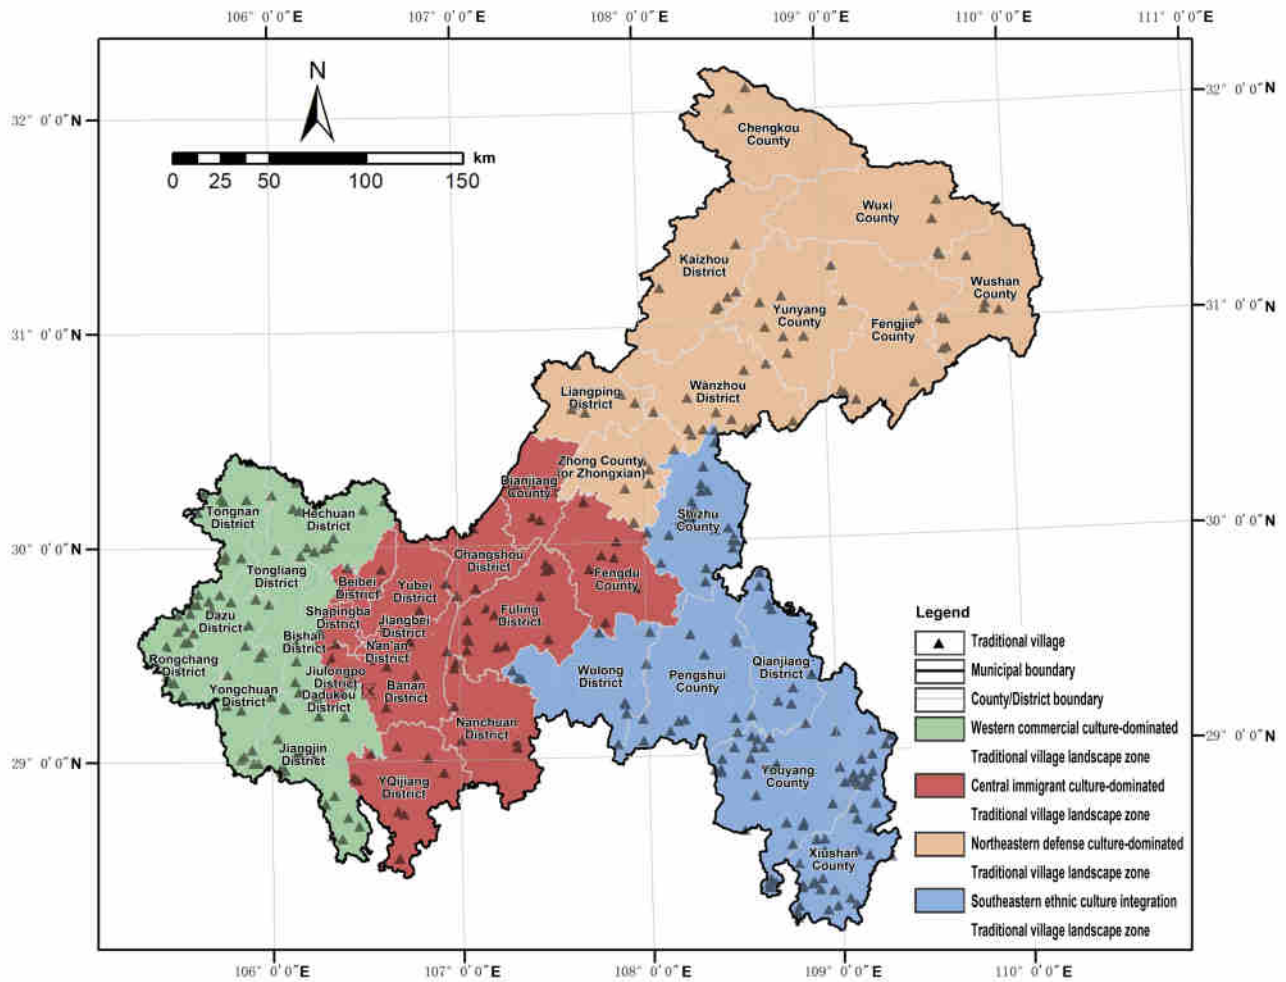 106° 0′ 0″E 107° 0′ 0″E 108° 0′ 0″E 109° 0′ 0″E 110° 0′ 0″E 111° 0′ 0″E
N
32° 0′ 0″N
32° 0′ 0″N
km
0 25 50 100 150
Chengkou
County
Wuxi
County
Kaizhou
District
Wushan
County
31° 0′ 0″N
31° 0′ 0″N
Yunyang
County
Fengjie
County
Liangping
District
Wanzhou
District
Zhong County
(or Zhongxian)
Dianjiang
County
Tongnan
District
Hechuan
District
Shizhu
County
30° 0′ 0″N
30° 0′ 0″N
Changshou
District
Tongliang
District
Beibei
District
Yubei
District
Fengdu
County
Shapingba
District
Dazu
District
Jiangbei
District
Fuling
District
Bishan
District
Nan'an
District
Rongchang
District
Jiulongpo
District
Dadukou
District
Banan
District
Wulong
District
Pengshui
County
Qianjiang
District
Yongchuan
District
Nanchuan
District
Jiangjin
District
29° 0′ 0″N
29° 0′ 0″N
YQijiang
District
Youyang
County
Xiushan
County
Legend
Traditional village
Municipal boundary
County/District boundary
Western commercial culture-dominated
Traditional village landscape zone
Central immigrant culture-dominated
Traditional village landscape zone
Northeastern defense culture-dominated
Traditional village landscape zone
Southeastern ethnic culture integration
Traditional village landscape zone
106° 0′ 0″E 107° 0′ 0″E 108° 0′ 0″E 109° 0′ 0″E 110° 0′ 0″E